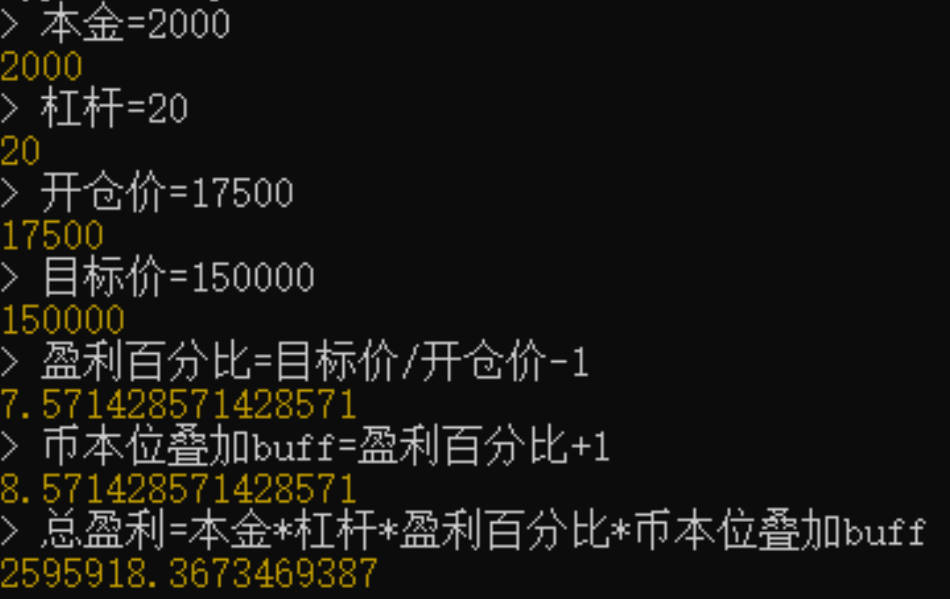 > 本金=2000
2000
> 杠杆=20
20
> 开仓价=17500
17500
> 目标价=150000
150000
> 盈利百分比=目标价/开仓价-1
7.571428571428571
> 币本位叠加buff=盈利百分比+1
8.571428571428571
> 总盈利=本金*杠杆*盈利百分比*币本位叠加buff
2595918.3673469387